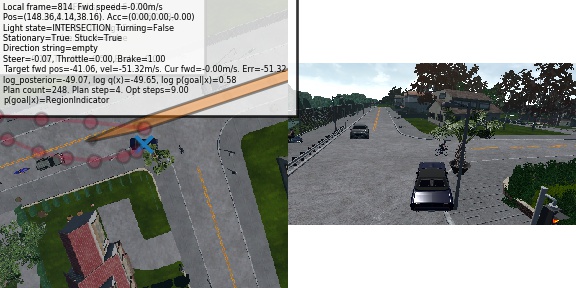 Local frame=814. Fwd speed=-0.00m/s
Pos=(148.36,4.14,38.16). Acc=(0.00,0.00,-0.00)
Light state=INTERSECTION. Turning=False
Stationary=True. Stuck=True
Direction string=empty
Steer=-0.07, Throttle=0.00, Brake=1.00
Target fwd pos=-41.06, vel=-51.32m/s. Cur fwd=-0.00m/s. Err=-51.32
log_posterior=-49.07, log q(x)=-49.65, log p(goal|x)=0.58
Plan count=248. Plan step=4. Opt steps=9.00
p(goal|x)=RegionIndicator